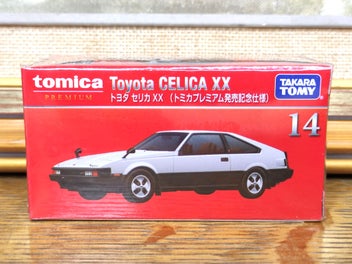 tomica
PREMIUM
Toyota CELICA XX
トヨタ セリカ XX （トミカプレミアム発売記念仕様）
TAKARA
TOMY
14